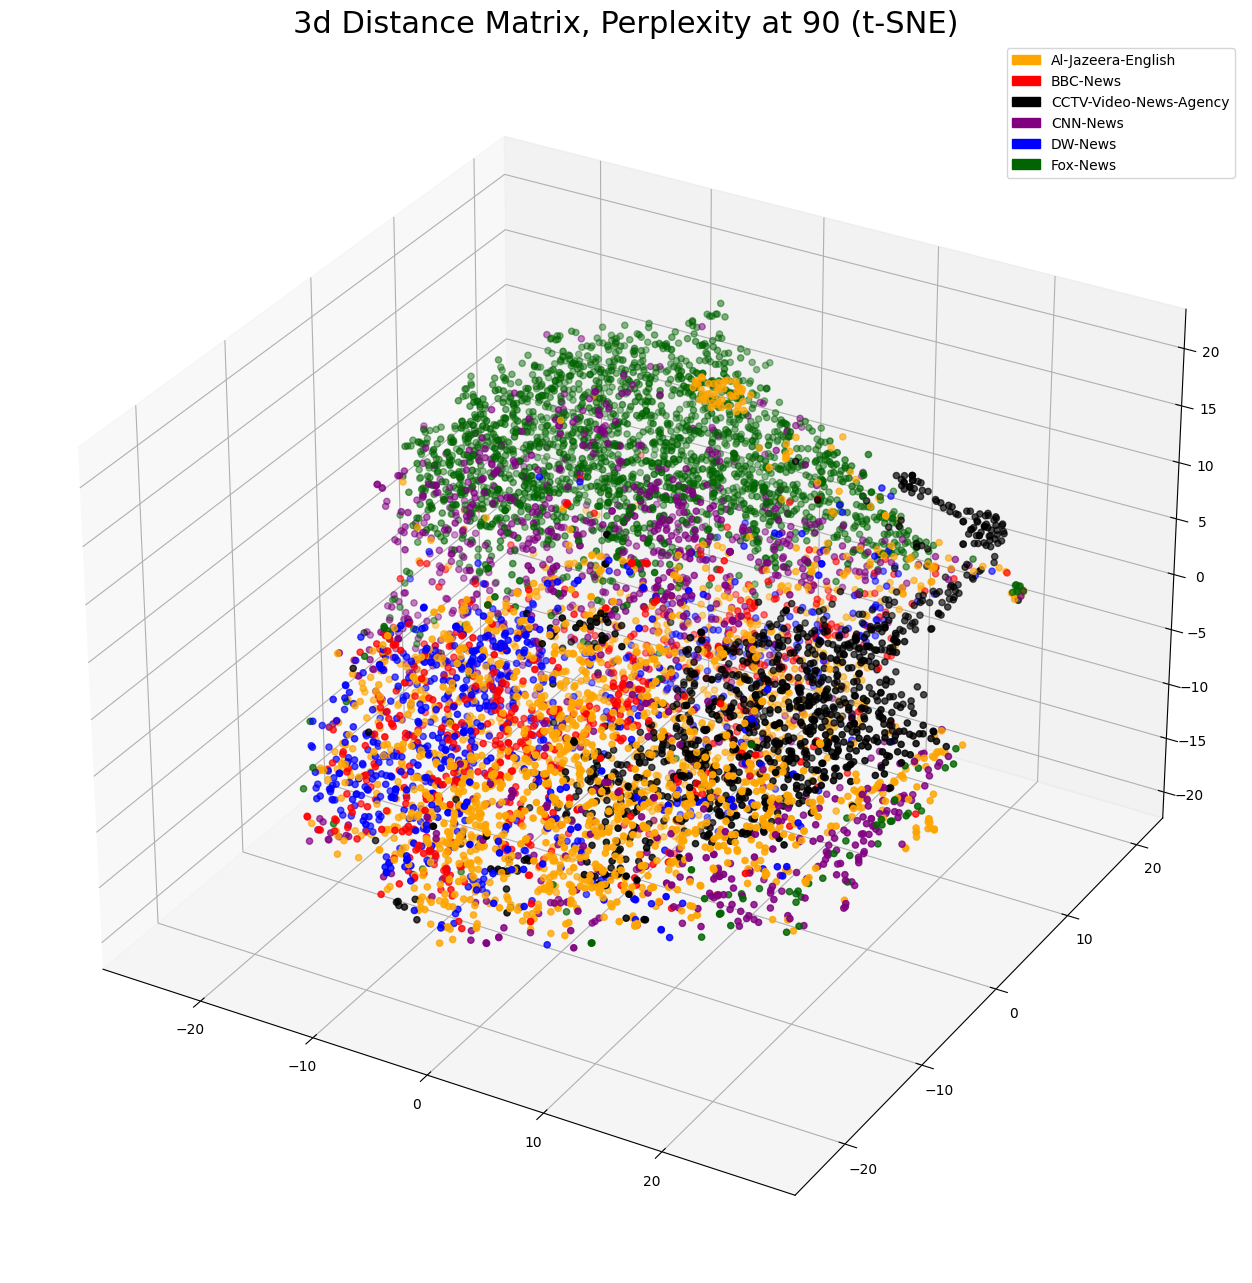 3d Distance Matrix, Perplexity at 90 (t-SNE)
Al-Jazeera-English
BBC-News
CCTV-Video-News-Agency
CNN-News
DW-News
Fox-News
20
15
10
5
0
−5
−10
−15
−20
20
10
0
−10
−20
−20
−10
0
10
20